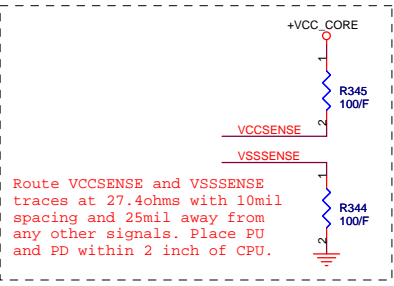 +VCC_CORE
1
R345
100/F
2
VCCSENSE
VSSSENSE
1
Route VCCSENSE and VSSSENSE
traces at 27.4ohms with 10mil
spacing and 25mil away from
any other signals. Place PU
and PD within 2 inch of CPU.
R344
100/F
2